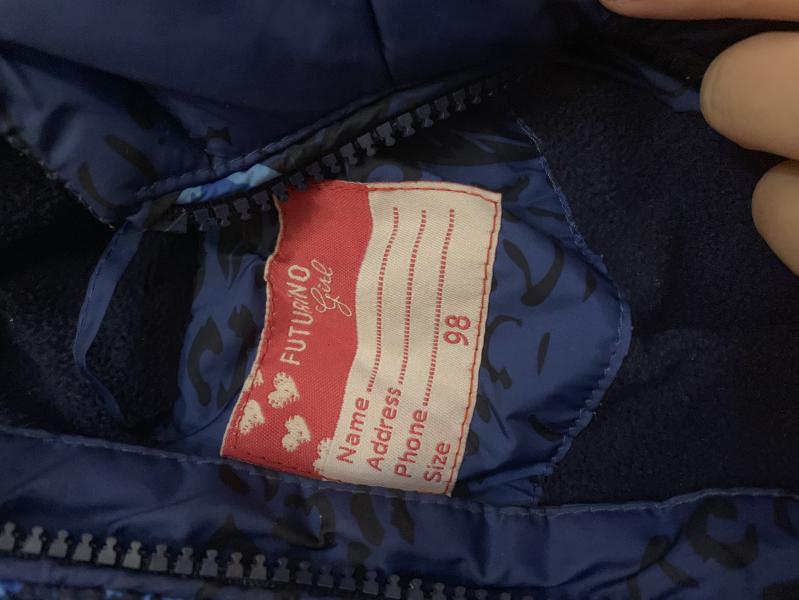 FUTURINO
Girl
Name
Address
Phone
Size 98